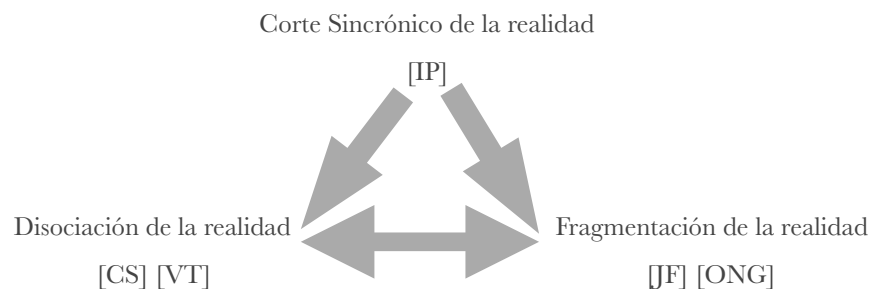 Corte Sincrónico de la realidad
[IP]
Disociación de la realidad
[CS] [VT]
Fragmentación de la realidad
[JF] [ONG]